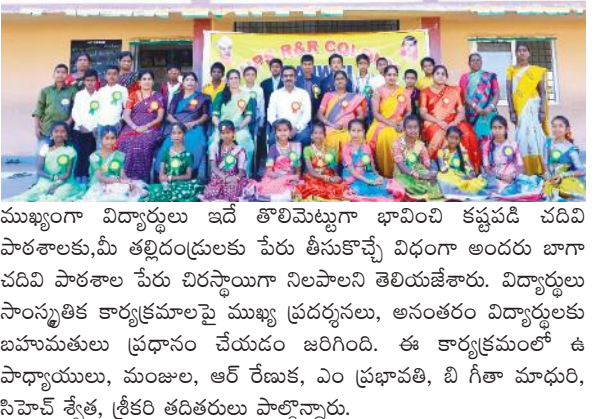 R&R COL
ముఖ్యంగా విద్యార్థులు ఇదే తొలిమెట్టుగా భావించి కష్టపడి చదివి
పాఠశాలకు,మీ తల్లిదండ్రులకు పేరు తీసుకొచ్చే విధంగా అందరు బాగా
చదివి పాఠశాల పేరు చిరస్థాయిగా నిలపాలని తెలియజేశారు. విద్యార్థులు
సాంస్కృతిక కార్యక్రమాలపై ముఖ్య ప్రదర్శనలు, అనంతరం విద్యార్థులకు
బహుమతులు ప్రధానం చేయడం జరిగింది. ఈ కార్యక్రమంలో ఉ
పాధ్యాయులు, మంజుల, ఆర్ రేణుక, ఎం ప్రభావతి, బి గీతా మాధురి,
సిహెచ్ శ్వేత, శ్రీకరి తదితరులు పాల్గొన్నారు.